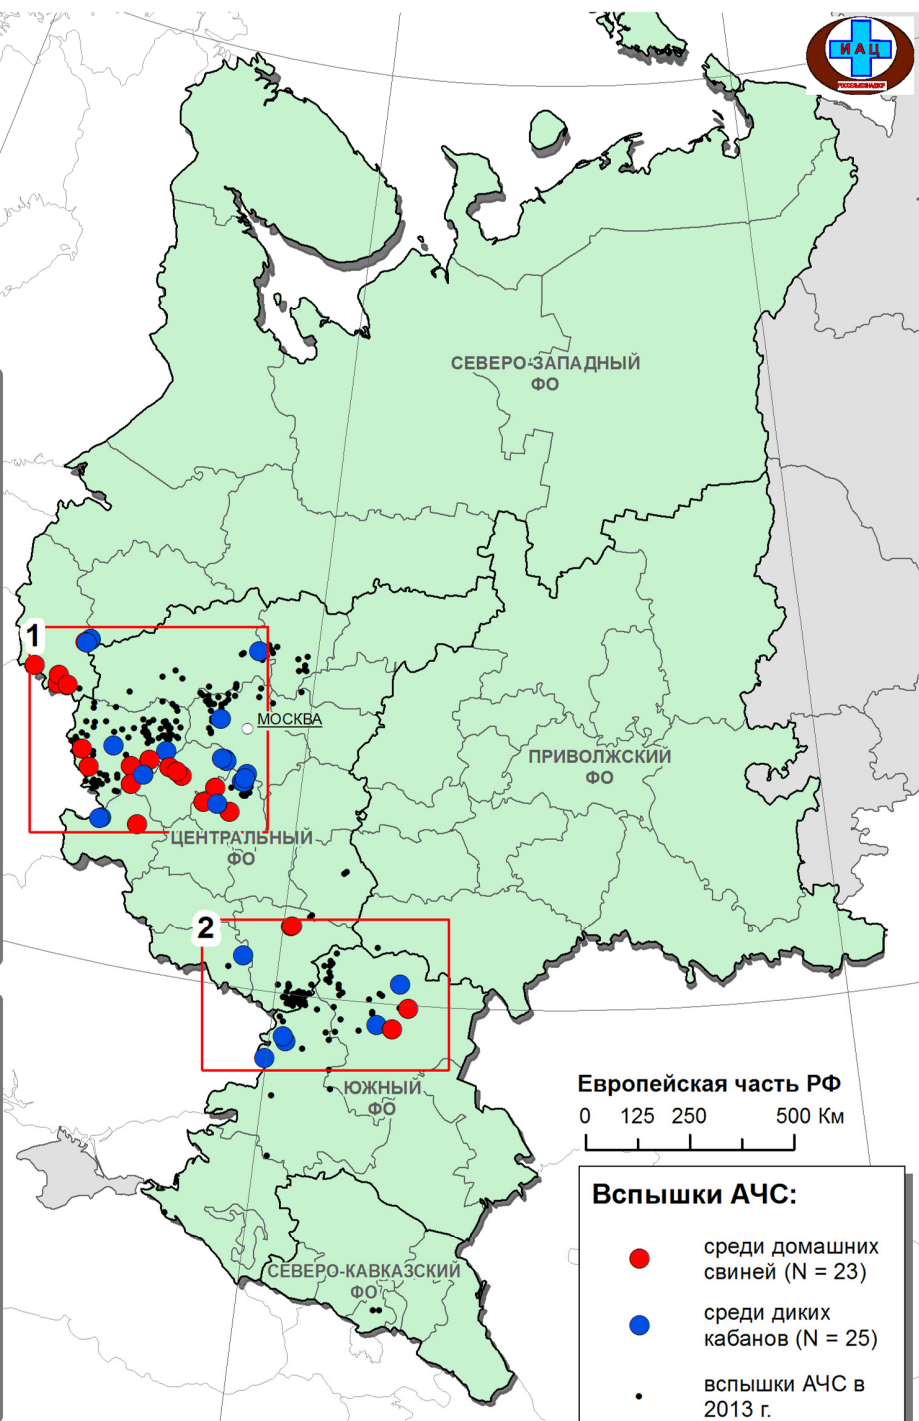 ИАЦ
РОССЕЛЬХОЗНАДЗОР
СЕВЕРО-ЗАПАДНЫЙ
ФО
1
МОСКВА
ПРИВОЛЖСКИЙ
ФО
ЦЕНТРАЛЬНЫЙ
ФО
2
ЮЖНЫЙ
ФО
СЕВЕРО-КАВКАЗСКИЙ
ФО
Европейская часть РФ
0 125 250 500 Км
Вспышки АЧС:
среди домашних
свиней (N = 23)
среди диких
кабанов (N = 25)
вспышки АЧС в
2013 г.